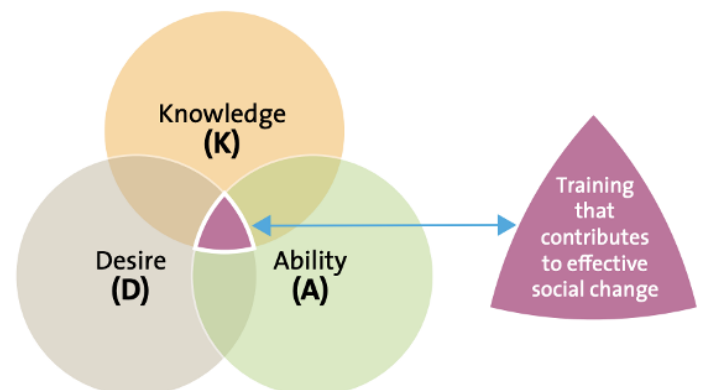 Knowledge
(K)
Desire
(D)
Ability
(A)
Training
that
contributes
to effective
social change